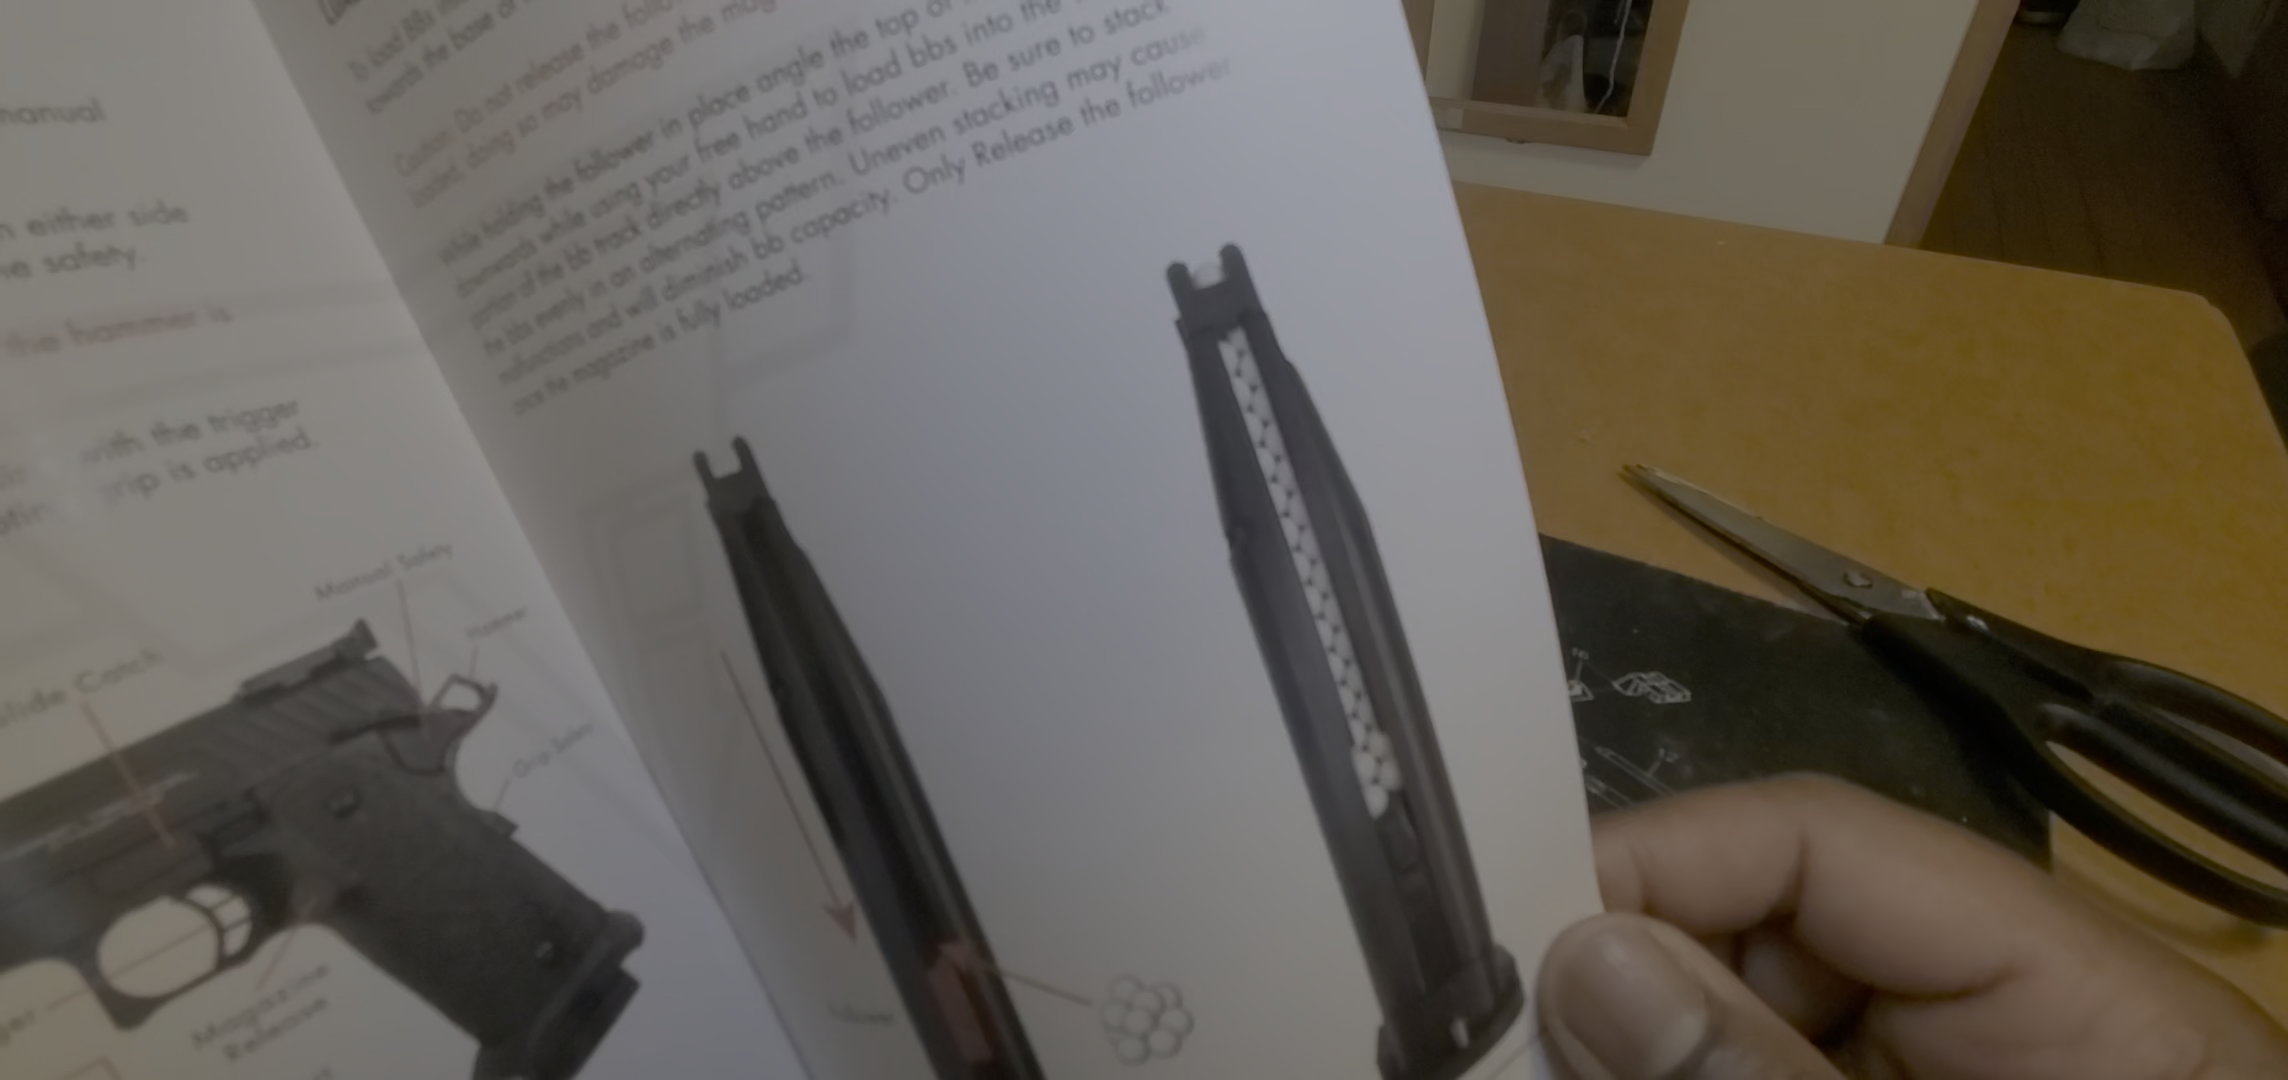 manual
n either side
he safety.
the hammer is
with the trigger
grip is applied.
Manual Safety
Hammer
Slide Catch
Grip Safety
Magazine
Release
To load BBs
towards the base of
Caution: Do not release the
loaded, doing so may damage the mag
While holding the follower in place angle the top of
downwards while using your free hand to load bbs into the
portion of the bb track directly above the follower. Be sure to stack
the bbs evenly in an alternating pattern. Uneven stacking may cause
malfunctions and will diminish bb capacity. Only Release the follower
once the magazine is fully loaded.